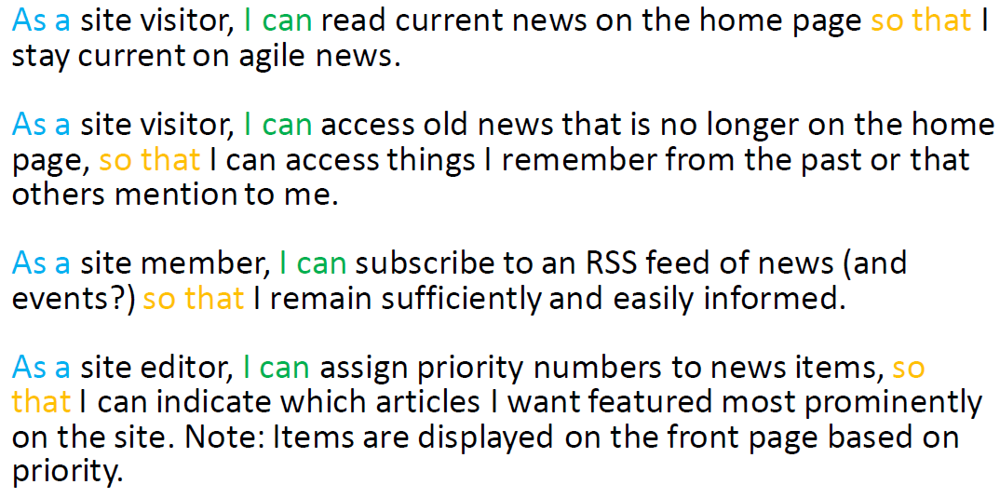 As a site visitor, I can read current news on the home page so that I
stay current on agile news.
As a site visitor, I can access old news that is no longer on the home
page, so that I can access things I remember from the past or that
others mention to me.
As a site member, I can subscribe to an RSS feed of news (and
events?) so that I remain sufficiently and easily informed.
As a site editor, I can assign priority numbers to news items, so
that I can indicate which articles I want featured most prominently
on the site. Note: Items are displayed on the front page based on
priority.